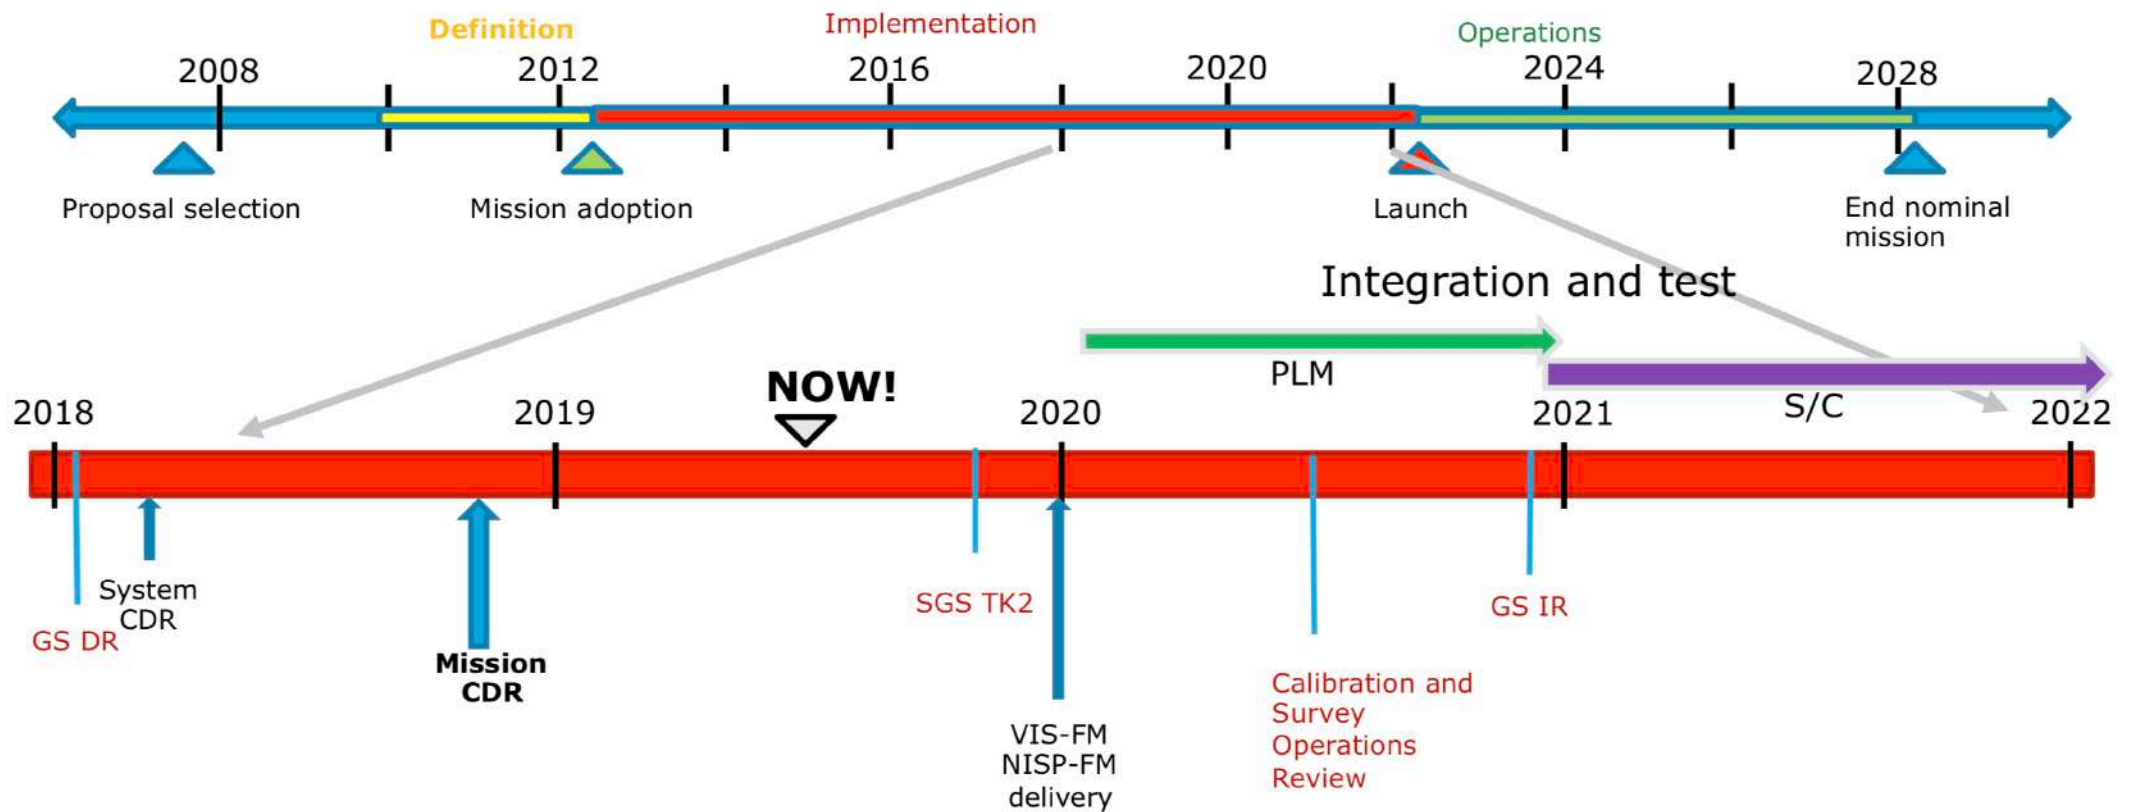 Definition
Implementation
Operations
2008
2012
2016
2020
2024
2028
Proposal selection
Mission adoption
Launch
End nominal
mission
Integration and test
PLM
S/C
NOW!
2018
2019
2020
2021
2022
GS DR
System
CDR
Mission
CDR
SGS TK2
VIS-FM
NISP-FM
delivery
Calibration and
Survey
Operations
Review
GS IR